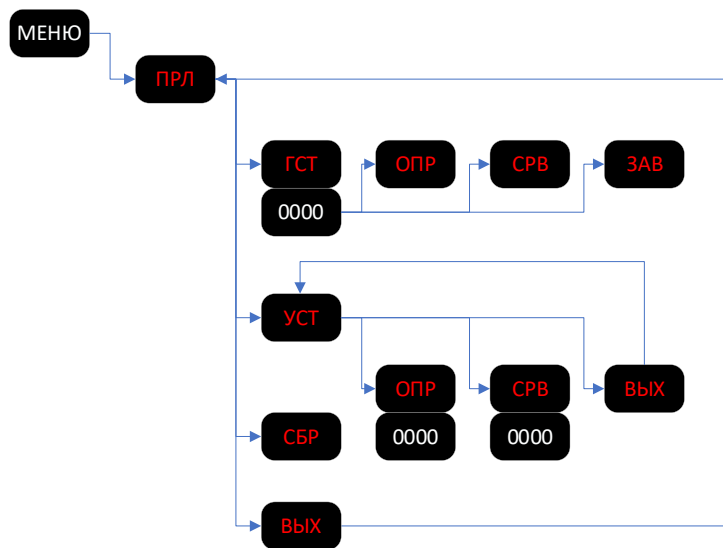 МЕНЮ
ПРЛ
ГСТ ОПР СРВ ЗАВ
0000
УСТ
ОПР СРВ ВЫХ
СБР 0000 0000
ВЫХ